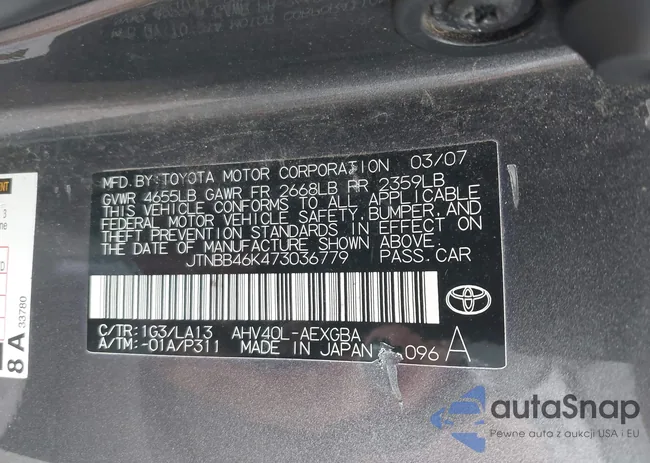 MFD. BY: TOYOTA MOTOR CORPORATION 03/07
GVWR 4655LB GAWR FR 2668LB RR 2359LB
THIS VEHICLE CONFORMS TO ALL APPLICABLE
FEDERAL MOTOR VEHICLE SAFETY, BUMPER, AND
THEFT PREVENTION STANDARDS IN EFFECT ON
THE DATE OF MANUFACTURE SHOWN ABOVE.
JTNBB46K473036779 PASS. CAR
C/TR: 1G3/LA13 AHV40L-AEXGBA
A/TM: -01A/P311 MADE IN JAPAN 096 A
8 A 33780
autoSnap
Pewne auta z aukcji USA i EU